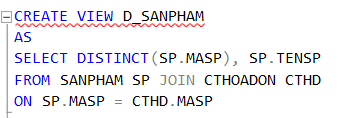 CREATE VIEW D_SANPHAM
AS
SELECT DISTINCT(SP.MASP), SP.TENSP
FROM SANPHAM SP JOIN CTHOADON CTHD
ON SP.MASP = CTHD.MASP